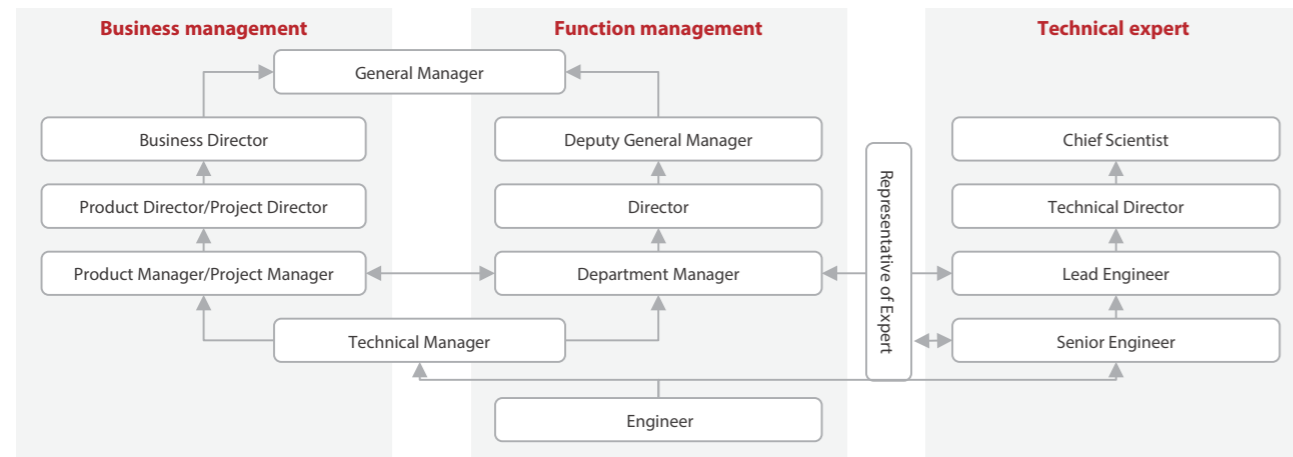 Business management
Function management
Technical expert
General Manager
Business Director
Deputy General Manager
Chief Scientist
Product Director/Project Director
Director
Technical Director
Product Manager/Project Manager
Department Manager
Representative of Expert
Lead Engineer
Technical Manager
Senior Engineer
Engineer